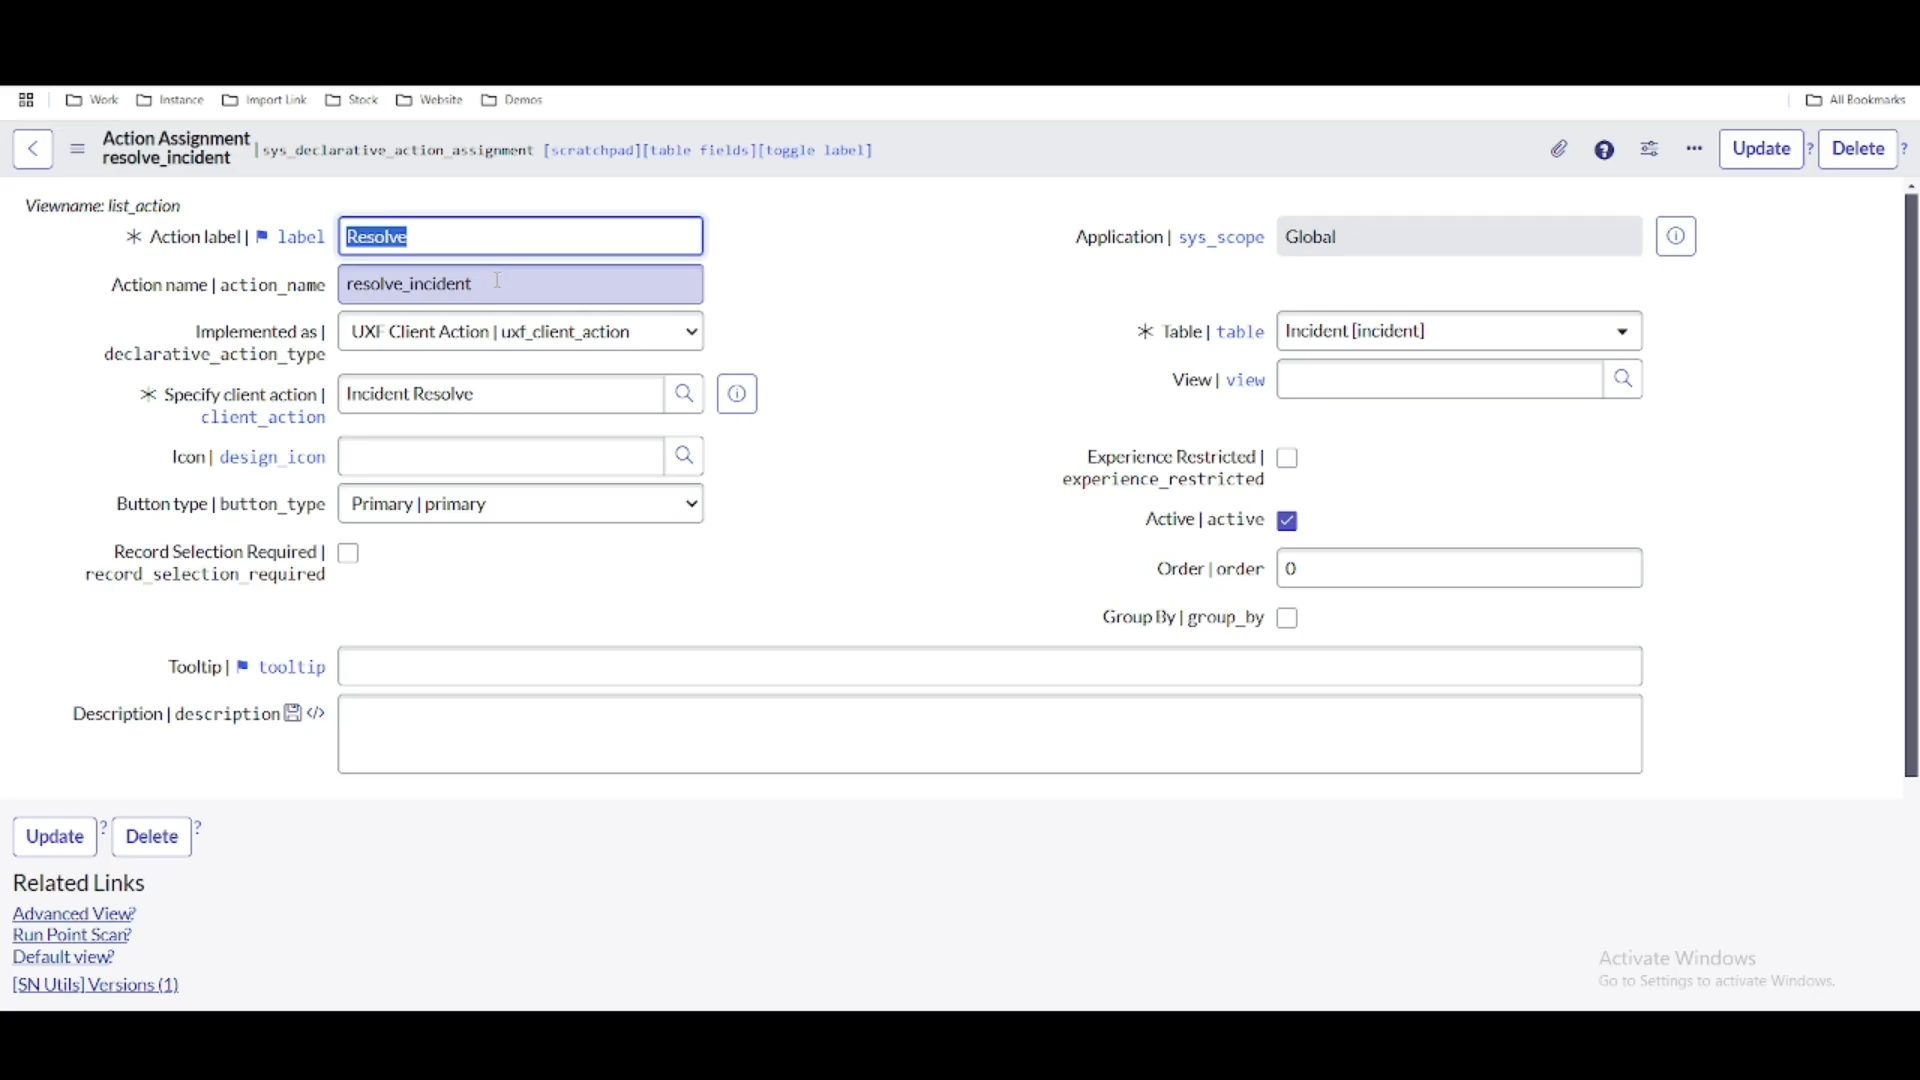 Work Instance Import Link Stock Website Demos All Bookmarks
Action Assignment
resolve_incident
|sys_declarative_action_assignment [scratchpad][table fields][toggle label]
Update ? Delete ?
Viewname: list_action
Action label | label Resolve
Application | sys_scope Global
Action name | action_name resolve_incident
Implemented as |
declarative_action_type
UXF Client Action | uxf_client_action
Table | table Incident [incident]
View | view
Specify client action |
client_action
Incident Resolve
Icon | design_icon
Experience Restricted |
experience_restricted
Button type | button_type Primary | primary
Active | active
Record Selection Required |
record_selection_required
Order | order 0
Group By | group_by
Tooltip | tooltip
Description | description </>
Update ? Delete ?
Related Links
Advanced View?
Run Point Scan?
Default view?
[SN Utils] Versions (1)
Activate Windows
Go to Settings to activate Windows.